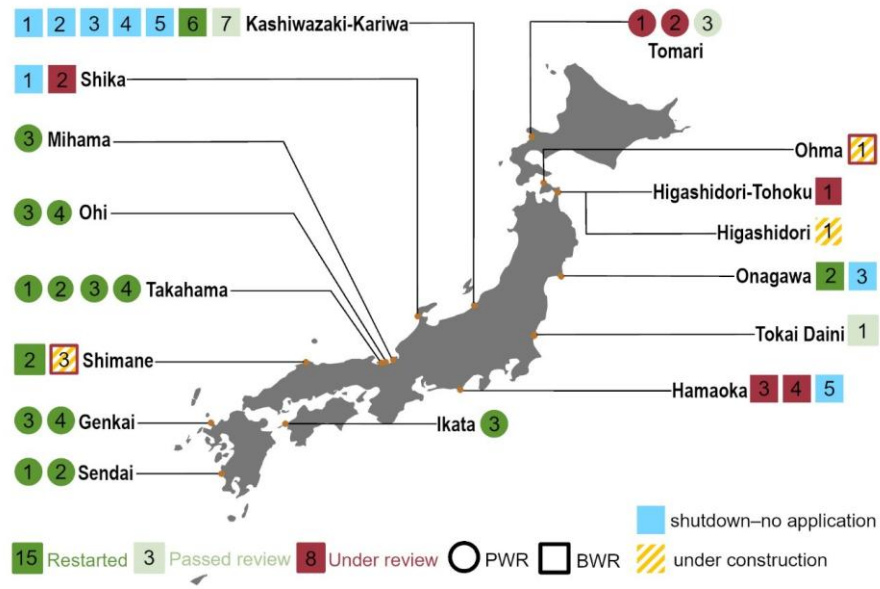 1 2 3 4 5 6 7 Kashiwazaki-Kariwa
1 2 3
Tomari
1 2 Shika
3 Mihama
Ohma 1
Higashidori-Tohoku 1
3 4 Ohi
Higashidori 1
Onagawa 2 3
1 2 3 4 Takahama
Tokai Daini 1
2 3 Shimane
Hamaoka 3 4 5
3 4 Genkai
Ikata 3
1 2 Sendai
shutdown–no application
15 Restarted 3 Passed review 8 Under review PWR BWR under construction